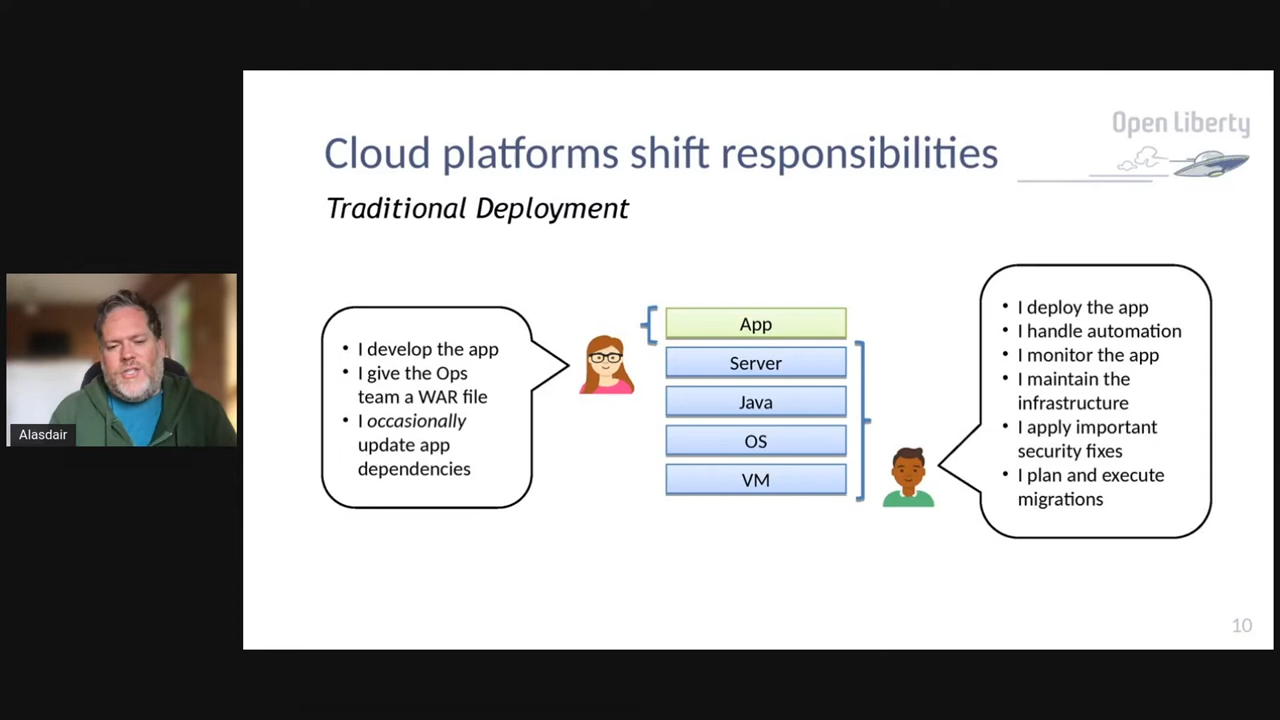 Open Liberty
Cloud platforms shift responsibilities
Traditional Deployment
• I develop the app
• I give the Ops
team a WAR file
• I occasionally
update app
dependencies
App
Server
Java
OS
VM
• I deploy the app
• I handle automation
• I monitor the app
• I maintain the
infrastructure
• I apply important
security fixes
• I plan and execute
migrations
Alasdair
10